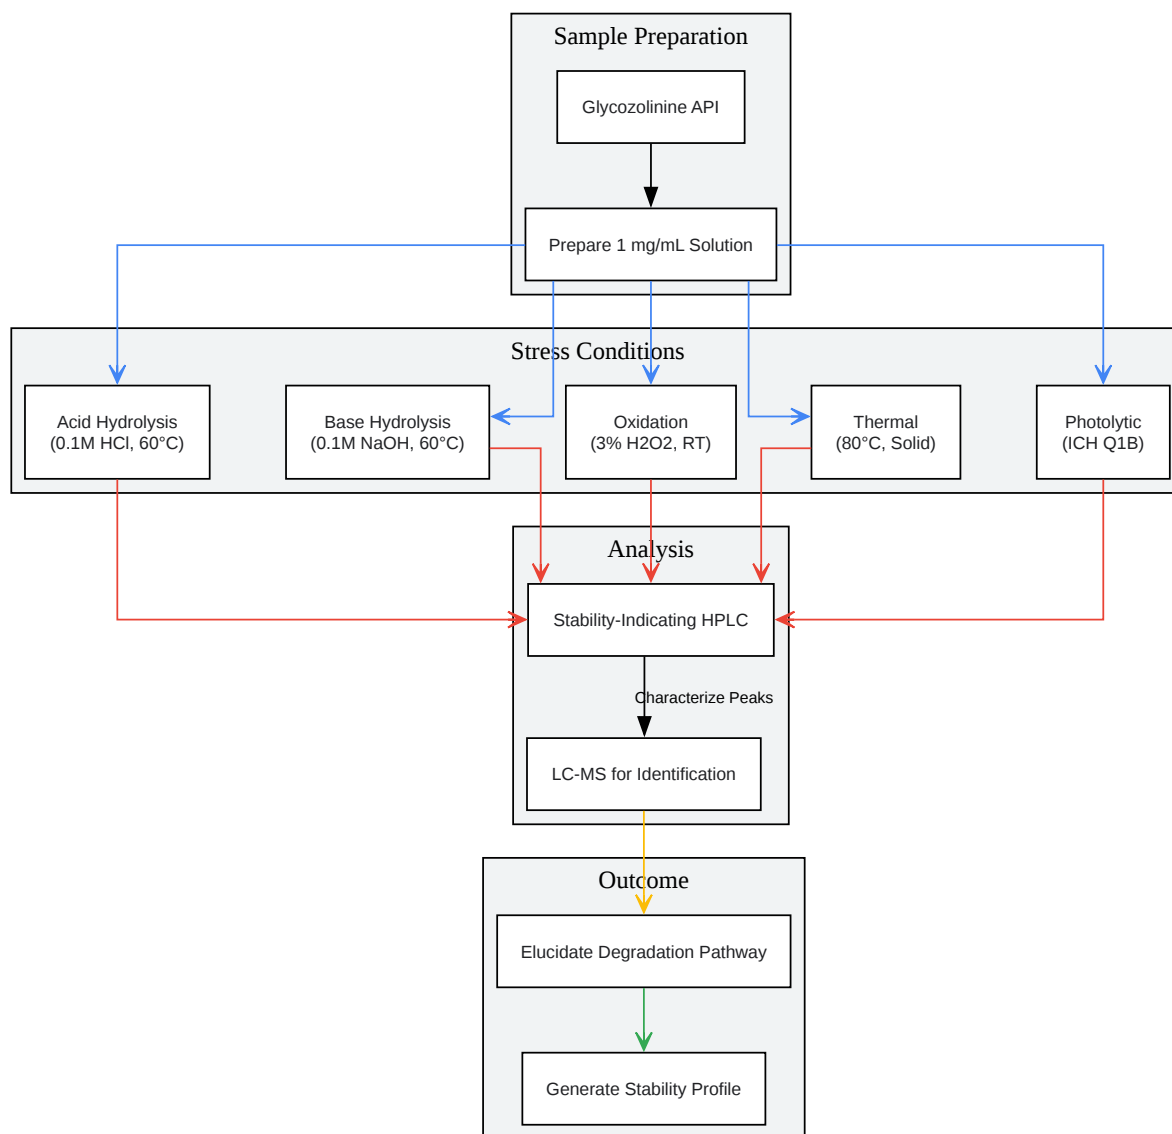 Sample Preparation
Glycozolinine API
Prepare 1 mg/mL Solution
Stress Conditions
Acid Hydrolysis
(0.1M HCl, 60°C)
Base Hydrolysis
(0.1M NaOH, 60°C)
Oxidation
(3% H2O2, RT)
Thermal
(80°C, Solid)
Photolytic
(ICH Q1B)
Analysis
Stability-Indicating HPLC
Characterize Peaks
LC-MS for Identification
Outcome
Elucidate Degradation Pathway
Generate Stability Profile